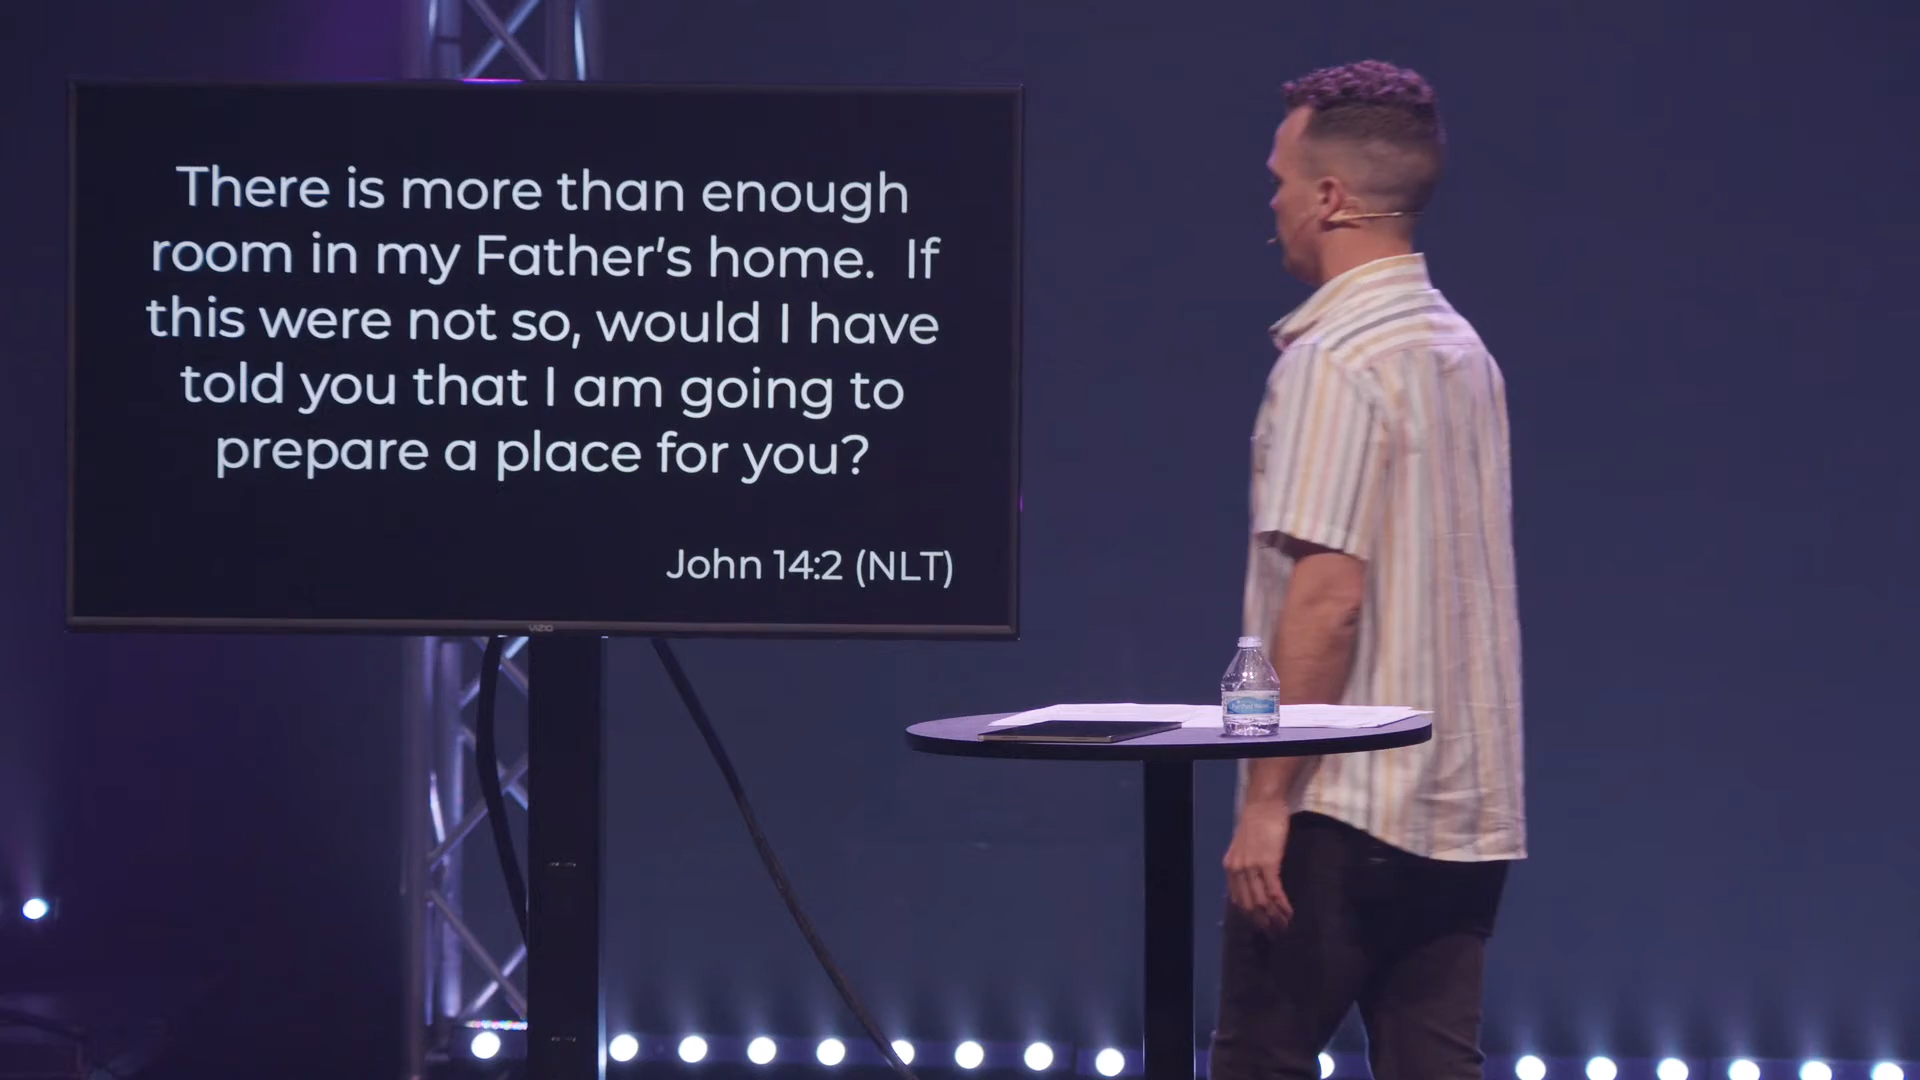 There is more than enough
room in my Father's home.  If
this were not so, would I have
told you that I am going to
prepare a place for you?
John 14:2 (NLT)
VIZIO